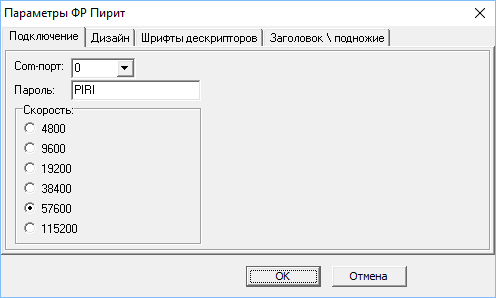 Параметры ФР Пирит
Подключение Дизайн Шрифты дескрипторов Заголовок \ подножие
Com-порт: 0
Пароль: PIRI
Скорость:
4800
9600
19200
38400
57600
115200
OK Отмена